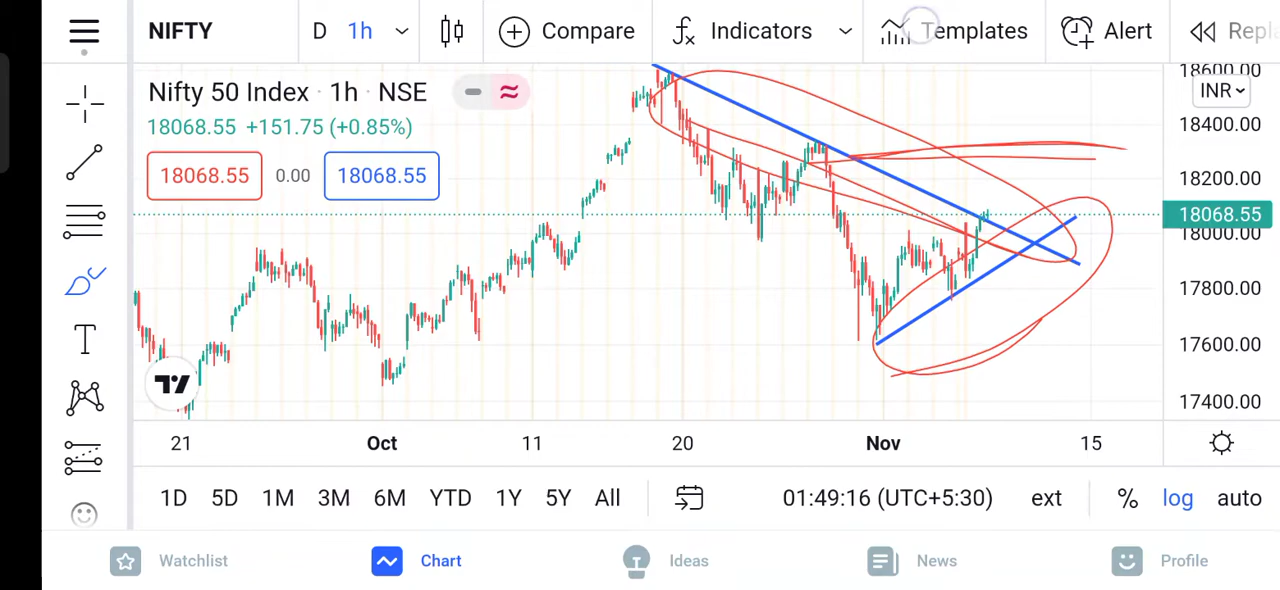 NIFTY D 1h Compare Indicators Templates Alert Repl
Nifty 50 Index · 1h · NSE
18068.55 +151.75 (+0.85%)
18068.55 0.00 18068.55
18600.00
INR
18400.00
18200.00
18068.55
18000.00
17800.00
17600.00
17400.00
21 Oct 11 20 Nov 15
1D 5D 1M 3M 6M YTD 1Y 5Y All 01:49:16 (UTC+5:30) ext % log auto
Watchlist Chart Ideas News Profile